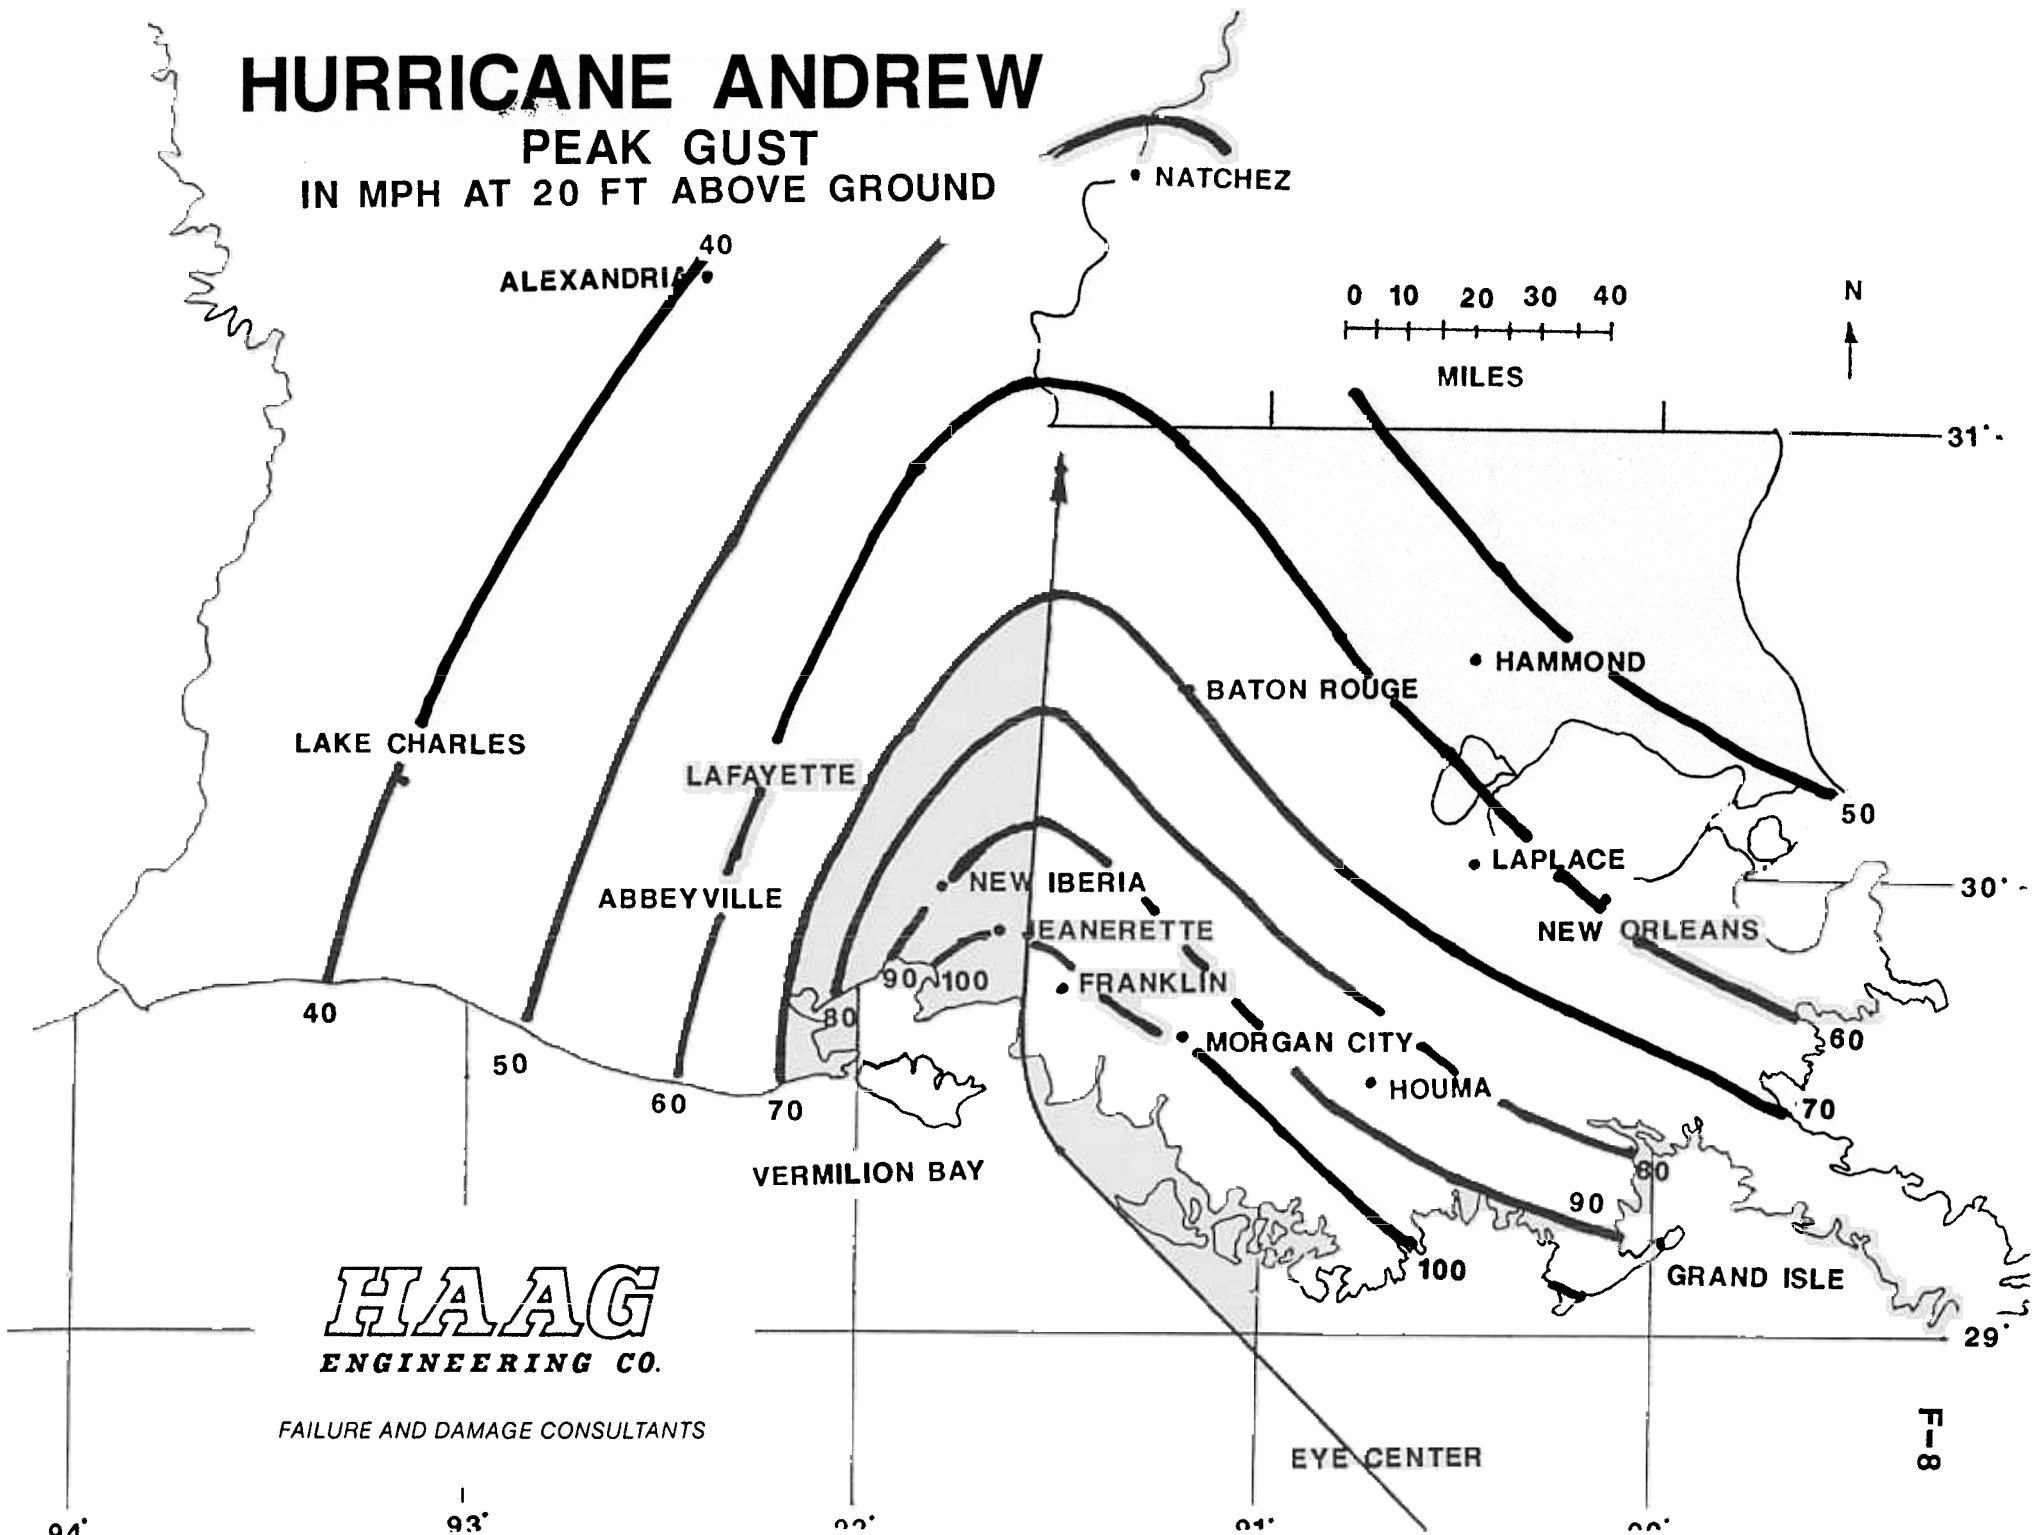 HURRICANE ANDREW
PEAK GUST
IN MPH AT 20 FT ABOVE GROUND
40
ALEXANDRIA
NATCHEZ
0 10 20 30 40
MILES
N
31°
HAMMOND
BATON ROUGE
LAKE CHARLES
LAFAYETTE
50
LAPLACE
30°
NEW IBERIA
ABBEYVILLE
JEANERETTE
NEW ORLEANS
90 100
FRANKLIN
40
80
MORGAN CITY
60
50
HOUMA
60
70
70
VERMILION BAY
80
90
100
GRAND ISLE
HAAG
ENGINEERING CO.
29°
FAILURE AND DAMAGE CONSULTANTS
EYE CENTER
F-8
94°
93°
91°